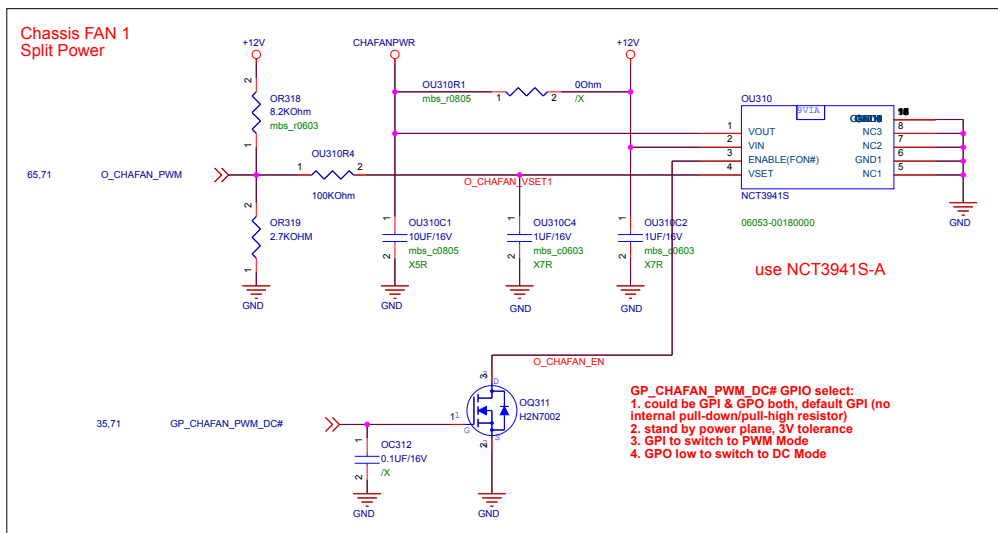 Chassis FAN 1
Split Power
+12V
CHAFANPWR
+12V
OU310R1
mbs_r0805
1
2
0Ohm
/X
2
OR318
8.2KOhm
mbs_r0603
1
OU310R4
1
2
100KOhm
65,71
O_CHAFAN_PWM
O_CHAFAN_VSET1
2
OR319
2.7KOHM
1
GND
1
OU310C1
10UF/16V
mbs_c0805
2
X5R
GND
1
OU310C4
1UF/16V
mbs_c0603
2
X7R
GND
1
OU310C2
1UF/16V
mbs_c0603
2
X7R
GND
OU310
9VIA
1
VOUT
2
VIN
3
ENABLE(FON#)
4
VSET
NC3
8
NC2
7
GND1
6
NC1
5
NCT3941S
GND
06053-00180000
use NCT3941S-A
O_CHAFAN_EN
3
D
OQ311
H2N7002
1
1
G
S
2
GND
35,71
GP_CHAFAN_PWM_DC#
1
OC312
0.1UF/16V
2
/X
GND
GP_CHAFAN_PWM_DC# GPIO select:
1. could be GPI & GPO both, default GPI (no
internal pull-down/pull-high resistor)
2. stand by power plane, 3V tolerance
3. GPI to switch to PWM Mode
4. GPO low to switch to DC Mode